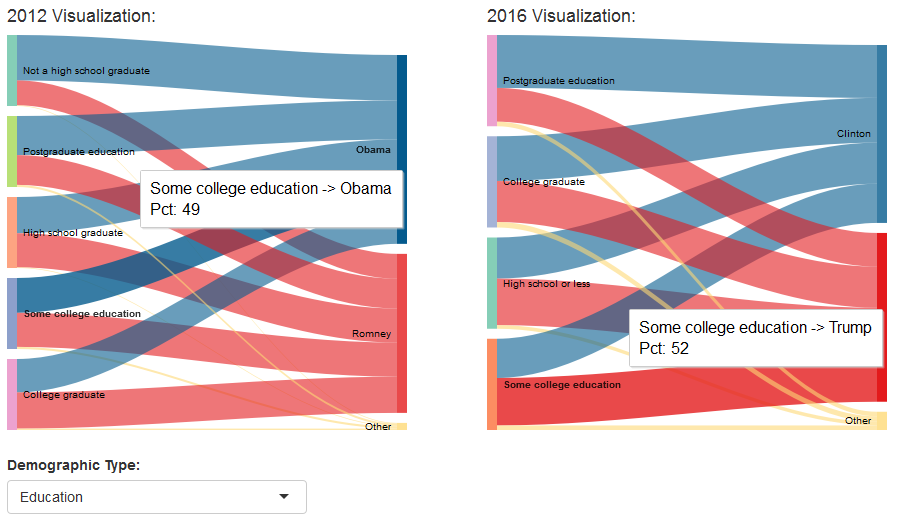 2012 Visualization:
Not a high school graduate
Postgraduate education
Obama
Some college education -> Obama
Pct: 49
High school graduate
Some college education
Romney
College graduate
Other
2016 Visualization:
Postgraduate education
Clinton
College graduate
High school or less
Some college education -> Trump
Pct: 52
Some college education
Other
Demographic Type:
Education